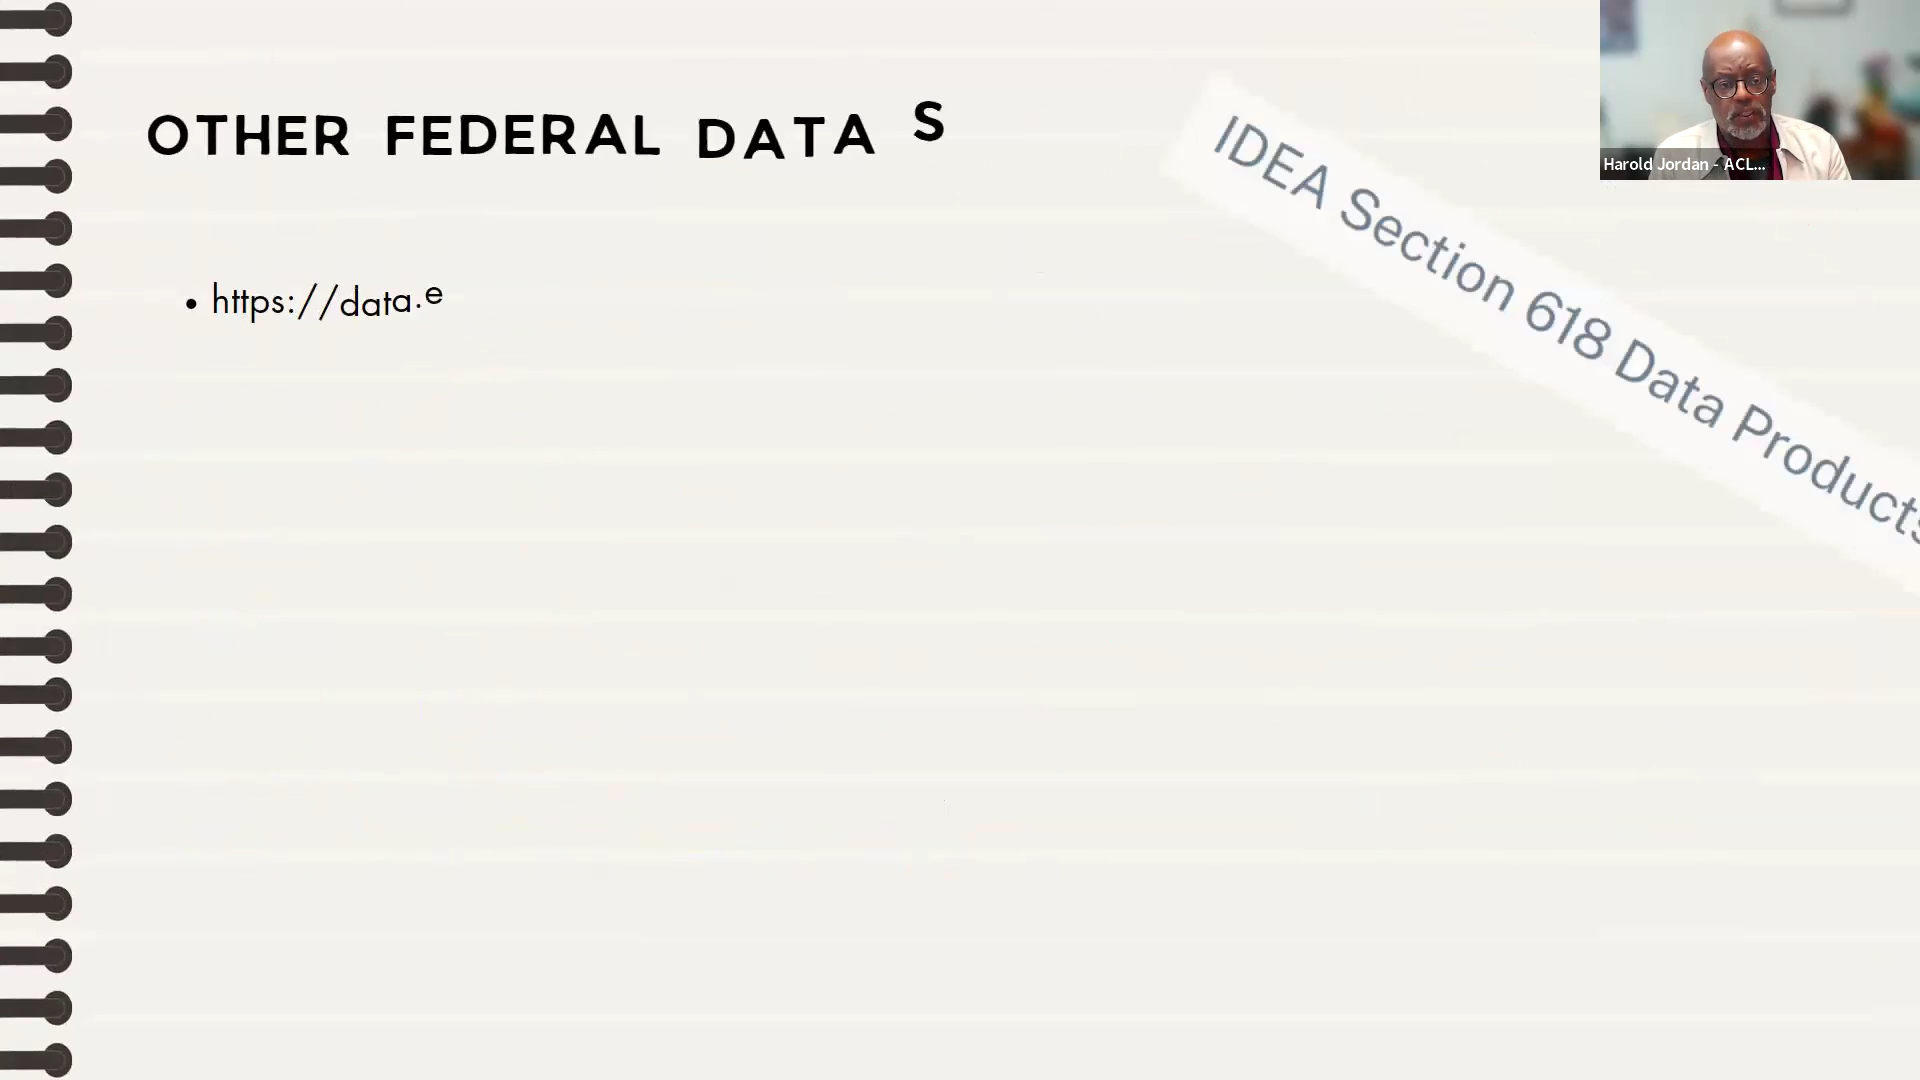 OTHER FEDERAL DATA S
• https://data.e
IDEA Section 618 Data Products
Harold Jordan - ACL...